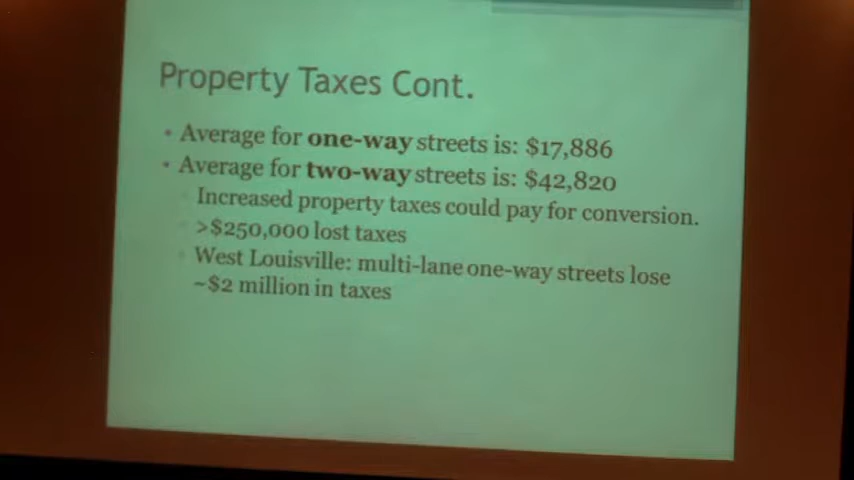 Property Taxes Cont.
• Average for one-way streets is: $17,886
• Average for two-way streets is: $42,820
Increased property taxes could pay for conversion.
>$250,000 lost taxes
West Louisville: multi-lane one-way streets lose
~$2 million in taxes